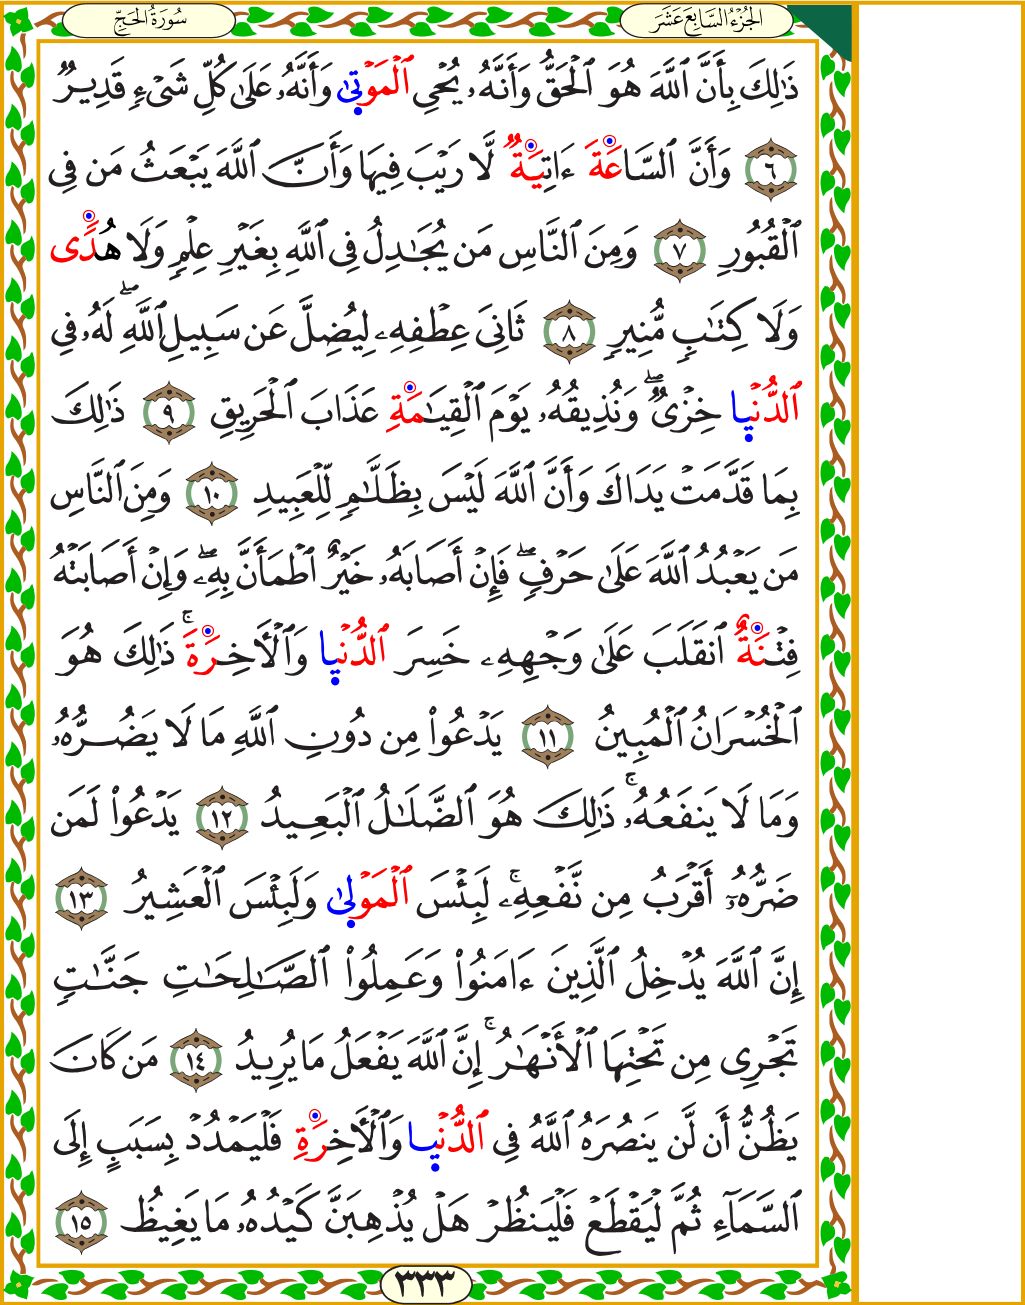 الجُزْءُ السَّابِعَ عَشَرَ
سُورَةُ الحَجِّ
ذَٰلِكَ بِأَنَّ ٱللَّهَ هُوَ ٱلۡحَقُّ وَأَنَّهُۥ يُحۡيِ ٱلۡمَوۡتٜىٰ وَأَنَّهُۥ عَلَىٰ كُلِّ شَيۡءٖ قَدِيرٞ
٦ وَأَنَّ ٱلسَّاعَةَ ءَاتِيَةٞ لَّا رَيۡبَ فِيهَا وَأَنَّ ٱللَّهَ يَبۡعَثُ مَن فِي
ٱلۡقُبُورِ ٧ وَمِنَ ٱلنَّاسِ مَن يُجَٰدِلُ فِي ٱللَّهِ بِغَيۡرِ عِلۡمٖ وَلَا هُدٗى
وَلَا كِتَٰبٖ مُّنِيرٖ ٨ ثَانِيَ عِطۡفِهِۦ لِيُضِلَّ عَن سَبِيلِ ٱللَّهِۖ لَهُۥ فِي
ٱلدُّنۡيٜا خِزۡيٞۖ وَنُذِيقُهُۥ يَوۡمَ ٱلۡقِيَٰمَةِ عَذَابَ ٱلۡحَرِيقِ ٩ ذَٰلِكَ
بِمَا قَدَّمَتۡ يَدَاكَ وَأَنَّ ٱللَّهَ لَيۡسَ بِظَلَّٰمٖ لِّلۡعَبِيدِ ١٠ وَمِنَ ٱلنَّاسِ
مَن يَعۡبُدُ ٱللَّهَ عَلَىٰ حَرۡفٖۖ فَإِنۡ أَصَابَهُۥ خَيۡرٌ ٱطۡمَأَنَّ بِهِۦۖ وَإِنۡ أَصَابَتۡهُ
فِتۡنَةٌ ٱنقَلَبَ عَلَىٰ وَجۡهِهِۦ خَسِرَ ٱلدُّنۡيٜا وَٱلۡأٓخِرَةَۚ ذَٰلِكَ هُوَ
ٱلۡخُسۡرَانُ ٱلۡمُبِينُ ١١ يَدۡعُواْ مِن دُونِ ٱللَّهِ مَا لَا يَضُرُّهُۥ
وَمَا لَا يَنفَعُهُۥۚ ذَٰلِكَ هُوَ ٱلضَّلَٰلُ ٱلۡبَعِيدُ ١٢ يَدۡعُواْ لَمَن
ضَرُّهُۥٓ أَقۡرَبُ مِن نَّفۡعِهِۦۚ لَبِئۡسَ ٱلۡمَوۡلٜىٰ وَلَبِئۡسَ ٱلۡعَشِيرُ ١٣
إِنَّ ٱللَّهَ يُدۡخِلُ ٱلَّذِينَ ءَامَنُواْ وَعَمِلُواْ ٱلصَّٰلِحَٰتِ جَنَّٰتٖ
تَجۡرِي مِن تَحۡتِهَا ٱلۡأَنۡهَٰرُۚ إِنَّ ٱللَّهَ يَفۡعَلُ مَا يُرِيدُ ١٤ مَن كَانَ
يَظُنُّ أَن لَّن يَنصُرَهُ ٱللَّهُ فِي ٱلدُّنۡيٜا وَٱلۡأٓخِرَةِ فَلۡيَمۡدُدۡ بِسَبَبٍ إِلَى
ٱلسَّمَآءِ ثُمَّ لۡيَقۡطَعۡ فَلۡيَنظُرۡ هَلۡ يُذۡهِبَنَّ كَيۡدُهُۥ مَا يَغِيظُ ١٥
٣٣٣